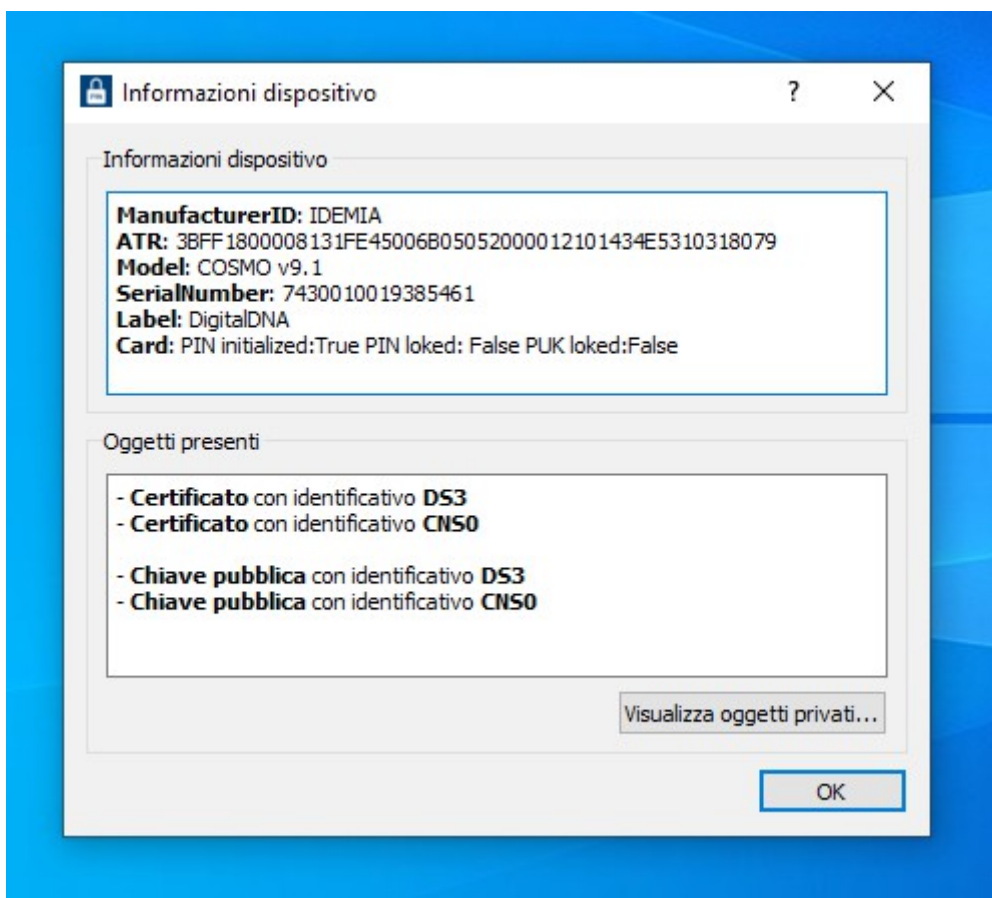 Informazioni dispositivo
Informazioni dispositivo
ManufacturerID: IDEMIA
ATR: 3BFF1800008131FE45006B05052000012101434E5310318079
Model: COSMO v9.1
SerialNumber: 7430010019385461
Label: DigitalDNA
Card: PIN initialized:True PIN loked: False PUK loked:False
Oggetti presenti
- Certificato con identificativo DS3
- Certificato con identificativo CNS0
- Chiave pubblica con identificativo DS3
- Chiave pubblica con identificativo CNS0
Visualizza oggetti privati...
OK